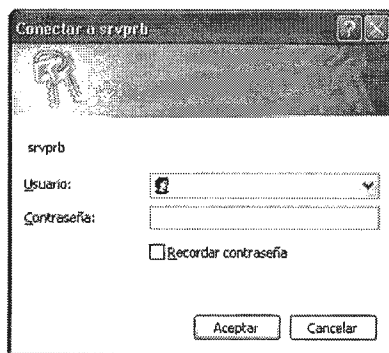 Conectar a srvprb
srvprb
Usuario:
Contraseña:
Recordar contraseña
Aceptar
Cancelar